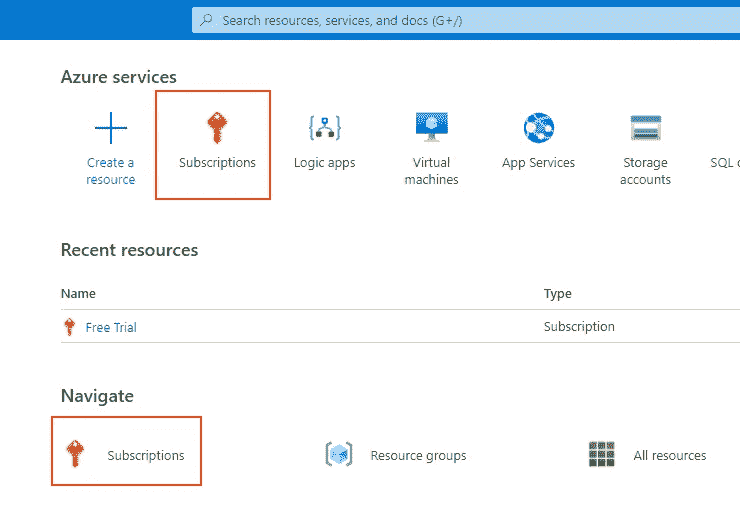 Search resources, services, and docs (G+/)
Azure services
Create a resource
Subscriptions
Logic apps
Virtual machines
App Services
Storage accounts
SQL
Recent resources
Name Type
Free Trial Subscription
Navigate
Subscriptions Resource groups All resources